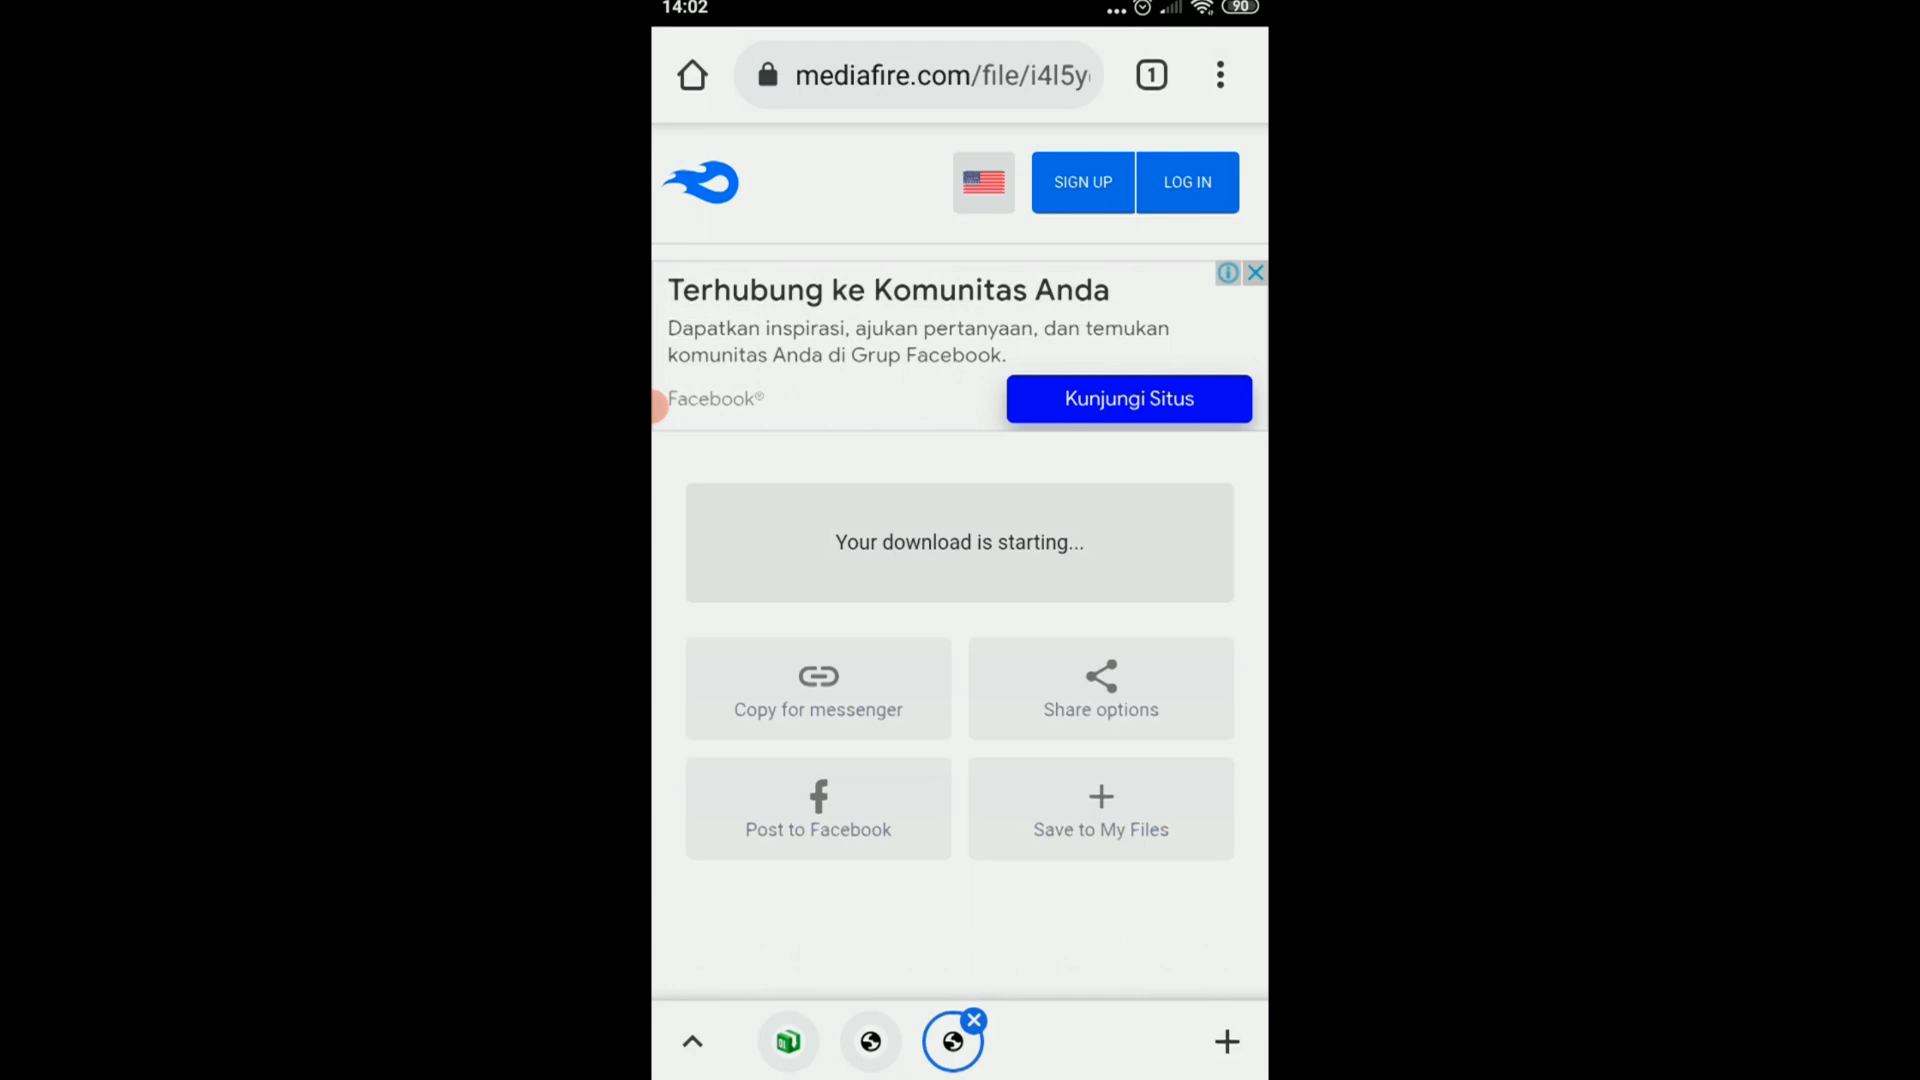 14:02
90
mediafire.com/file/i4l5y
1
SIGN UP
LOG IN
Terhubung ke Komunitas Anda
Dapatkan inspirasi, ajukan pertanyaan, dan temukan
komunitas Anda di Grup Facebook.
Facebook®
Kunjungi Situs
Your download is starting...
Copy for messenger
Share options
Post to Facebook
Save to My Files